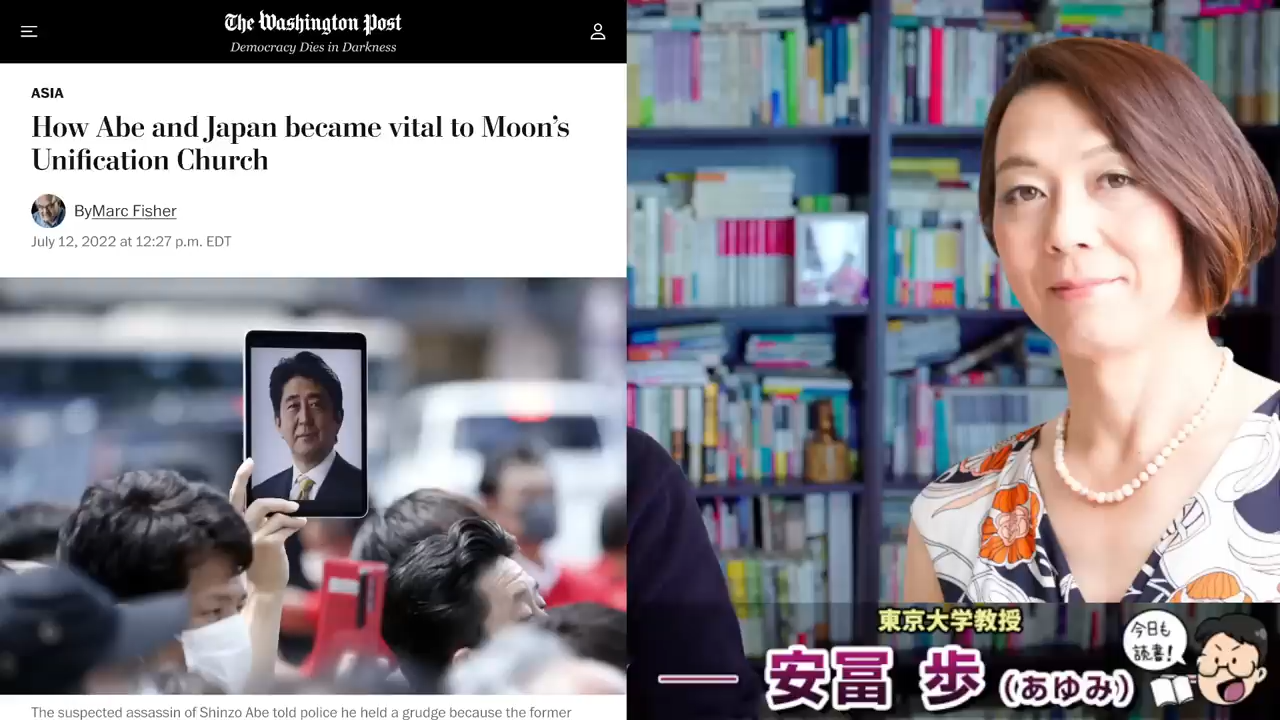 The Washington Post
Democracy Dies in Darkness
ASIA
How Abe and Japan became vital to Moon's
Unification Church
ByMarc Fisher
July 12, 2022 at 12:27 p.m. EDT
The suspected assassin of Shinzo Abe told police he held a grudge because the former
東京大学教授
安冨 歩 (あゆみ)
今日も
読書!